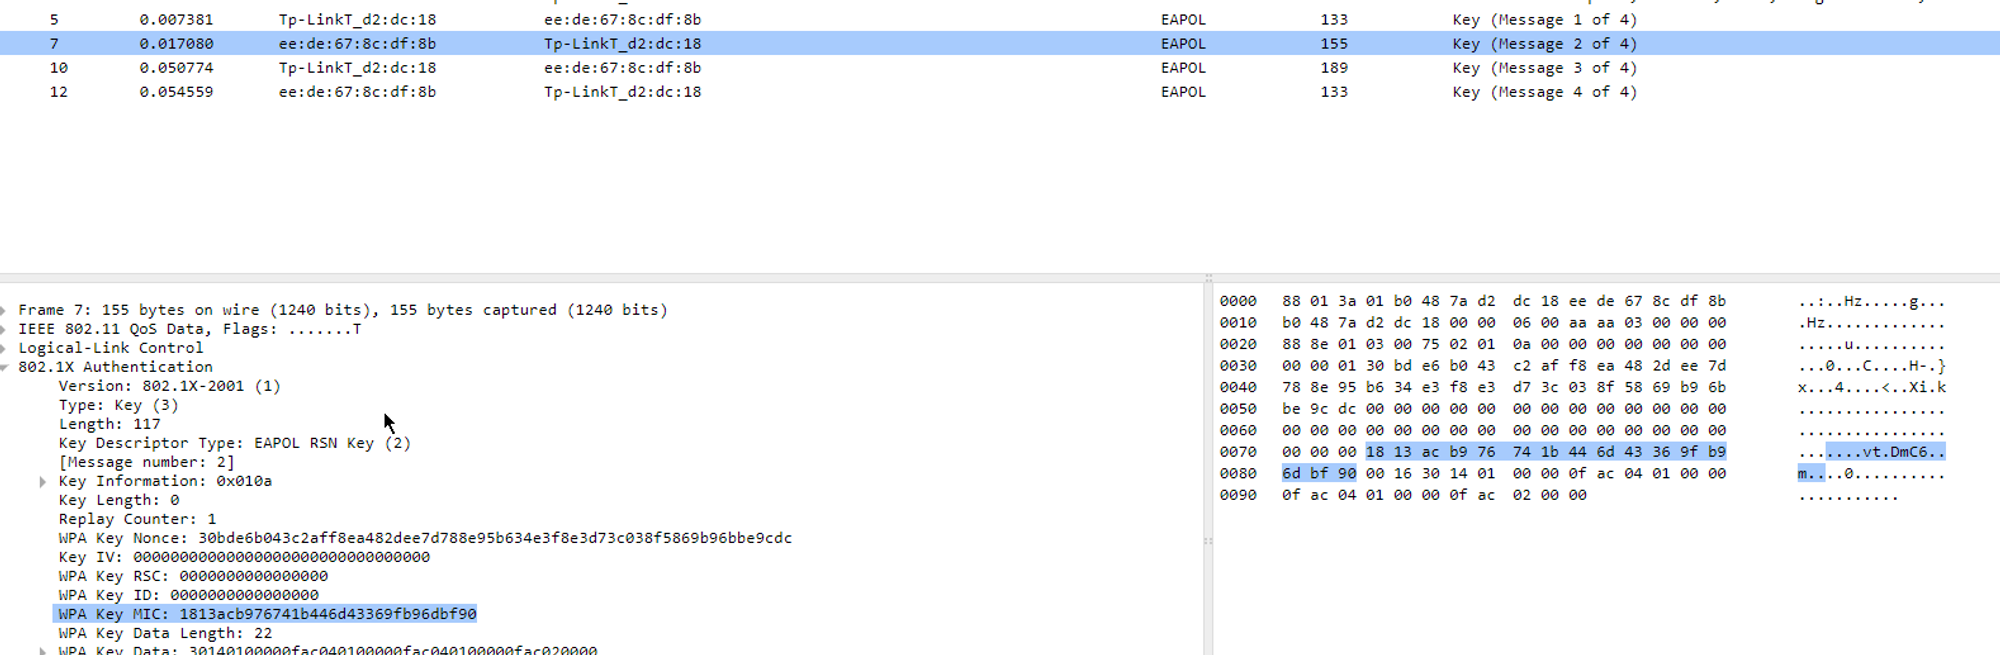 5 0.007381 Tp-LinkT_d2:dc:18 ee:de:67:8c:df:8b EAPOL 133 Key (Message 1 of 4)
7 0.017080 ee:de:67:8c:df:8b Tp-LinkT_d2:dc:18 EAPOL 155 Key (Message 2 of 4)
10 0.050774 Tp-LinkT_d2:dc:18 ee:de:67:8c:df:8b EAPOL 189 Key (Message 3 of 4)
12 0.054559 ee:de:67:8c:df:8b Tp-LinkT_d2:dc:18 EAPOL 133 Key (Message 4 of 4)
Frame 7: 155 bytes on wire (1240 bits), 155 bytes captured (1240 bits)
IEEE 802.11 QoS Data, Flags: .......T
Logical-Link Control
802.1X Authentication
Version: 802.1X-2001 (1)
Type: Key (3)
Length: 117
Key Descriptor Type: EAPOL RSN Key (2)
[Message number: 2]
Key Information: 0x010a
Key Length: 0
Replay Counter: 1
WPA Key Nonce: 30bde6b043c2aff8ea482dee7d788e95b634e3f8e3d73c038f5869b96bbe9cdc
Key IV: 00000000000000000000000000000000
WPA Key RSC: 0000000000000000
WPA Key ID: 0000000000000000
WPA Key MIC: 1813acb976741b446d43369fb96dbf90
WPA Key Data Length: 22
WPA Key Data: 30140100000fac040100000fac040100000fac020000
0000 88 01 3a 01 b0 48 7a d2 dc 18 ee de 67 8c df 8b ..:..Hz.....g...
0010 b0 48 7a d2 dc 18 00 00 06 00 aa aa 03 00 00 00 .Hz.............
0020 88 8e 01 03 00 75 02 01 0a 00 00 00 00 00 00 00 .....u..........
0030 00 00 01 30 bd e6 b0 43 c2 af f8 ea 48 2d ee 7d ...0...C....H-.}
0040 78 8e 95 b6 34 e3 f8 e3 d7 3c 03 8f 58 69 b9 6b x...4....<..Xi.k
0050 be 9c dc 00 00 00 00 00 00 00 00 00 00 00 00 00 ................
0060 00 00 00 00 00 00 00 00 00 00 00 00 00 00 00 00 ................
0070 00 00 00 18 13 ac b9 76 74 1b 44 6d 43 36 9f b9 .......vt.DmC6..
0080 6d bf 90 00 16 30 14 01 00 00 0f ac 04 01 00 00 m....0..........
0090 0f ac 04 01 00 00 0f ac 02 00 00 ...........